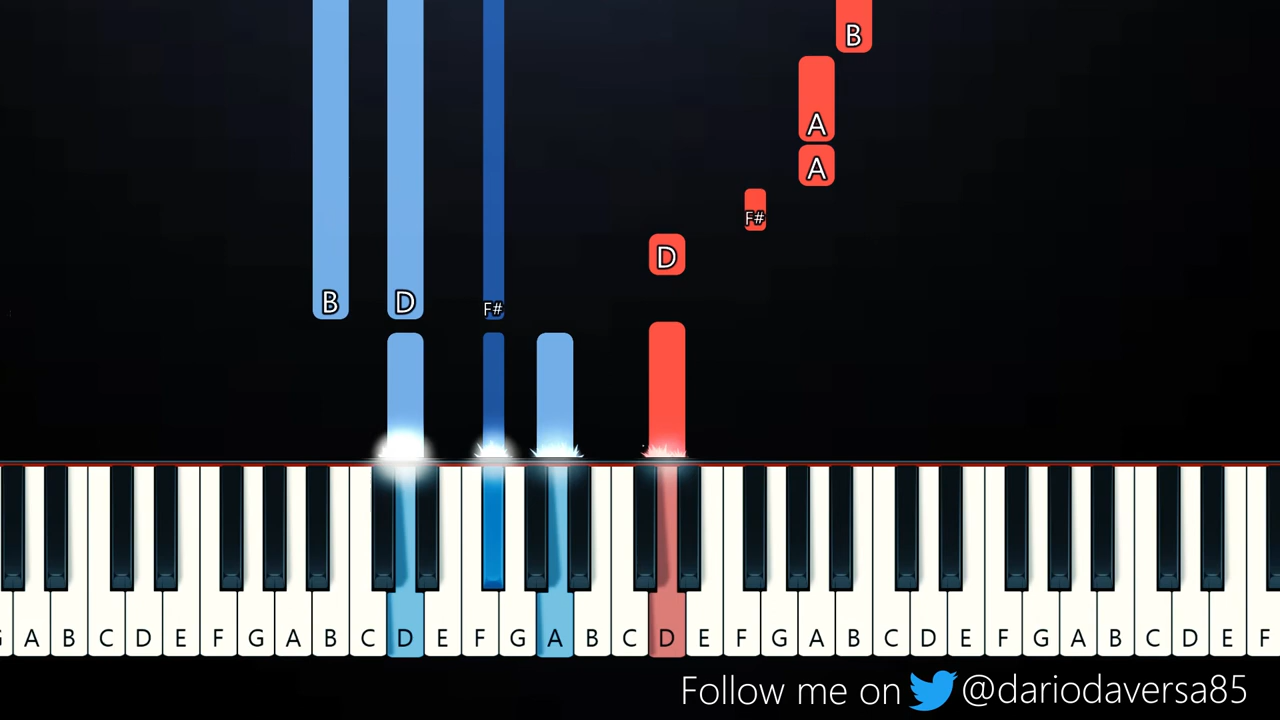 B
A
A
F#
D
B D F#
A B C D E F G A B C D E F G A B C D E F G A B C D E F G A B C D E F
Follow me on @dariodaversa85